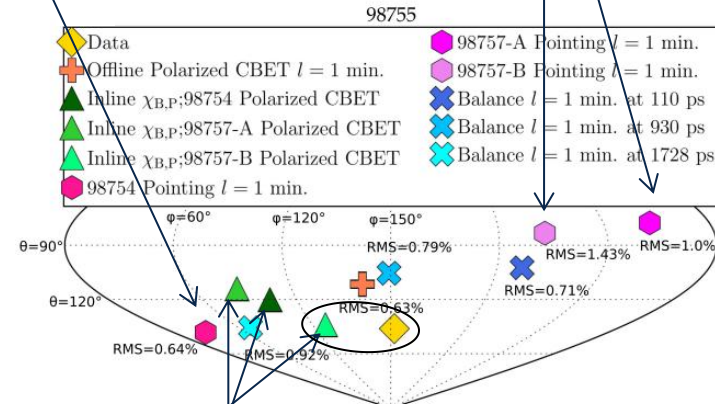 98755
Data
Offline Polarized CBET l = 1 min.
Inline χB,P;98754 Polarized CBET
Inline χB,P;98757-A Polarized CBET
Inline χB,P;98757-B Polarized CBET
98754 Pointing l = 1 min.
98757-A Pointing l = 1 min.
98757-B Pointing l = 1 min.
Balance l = 1 min. at 110 ps
Balance l = 1 min. at 930 ps
Balance l = 1 min. at 1728 ps
φ=60° φ=120° φ=150°
θ=90° RMS=0.79% RMS=1.43% RMS=1.0%
RMS=0.71%
θ=120° RMS=0.63%
RMS=0.64% RMS=0.92%